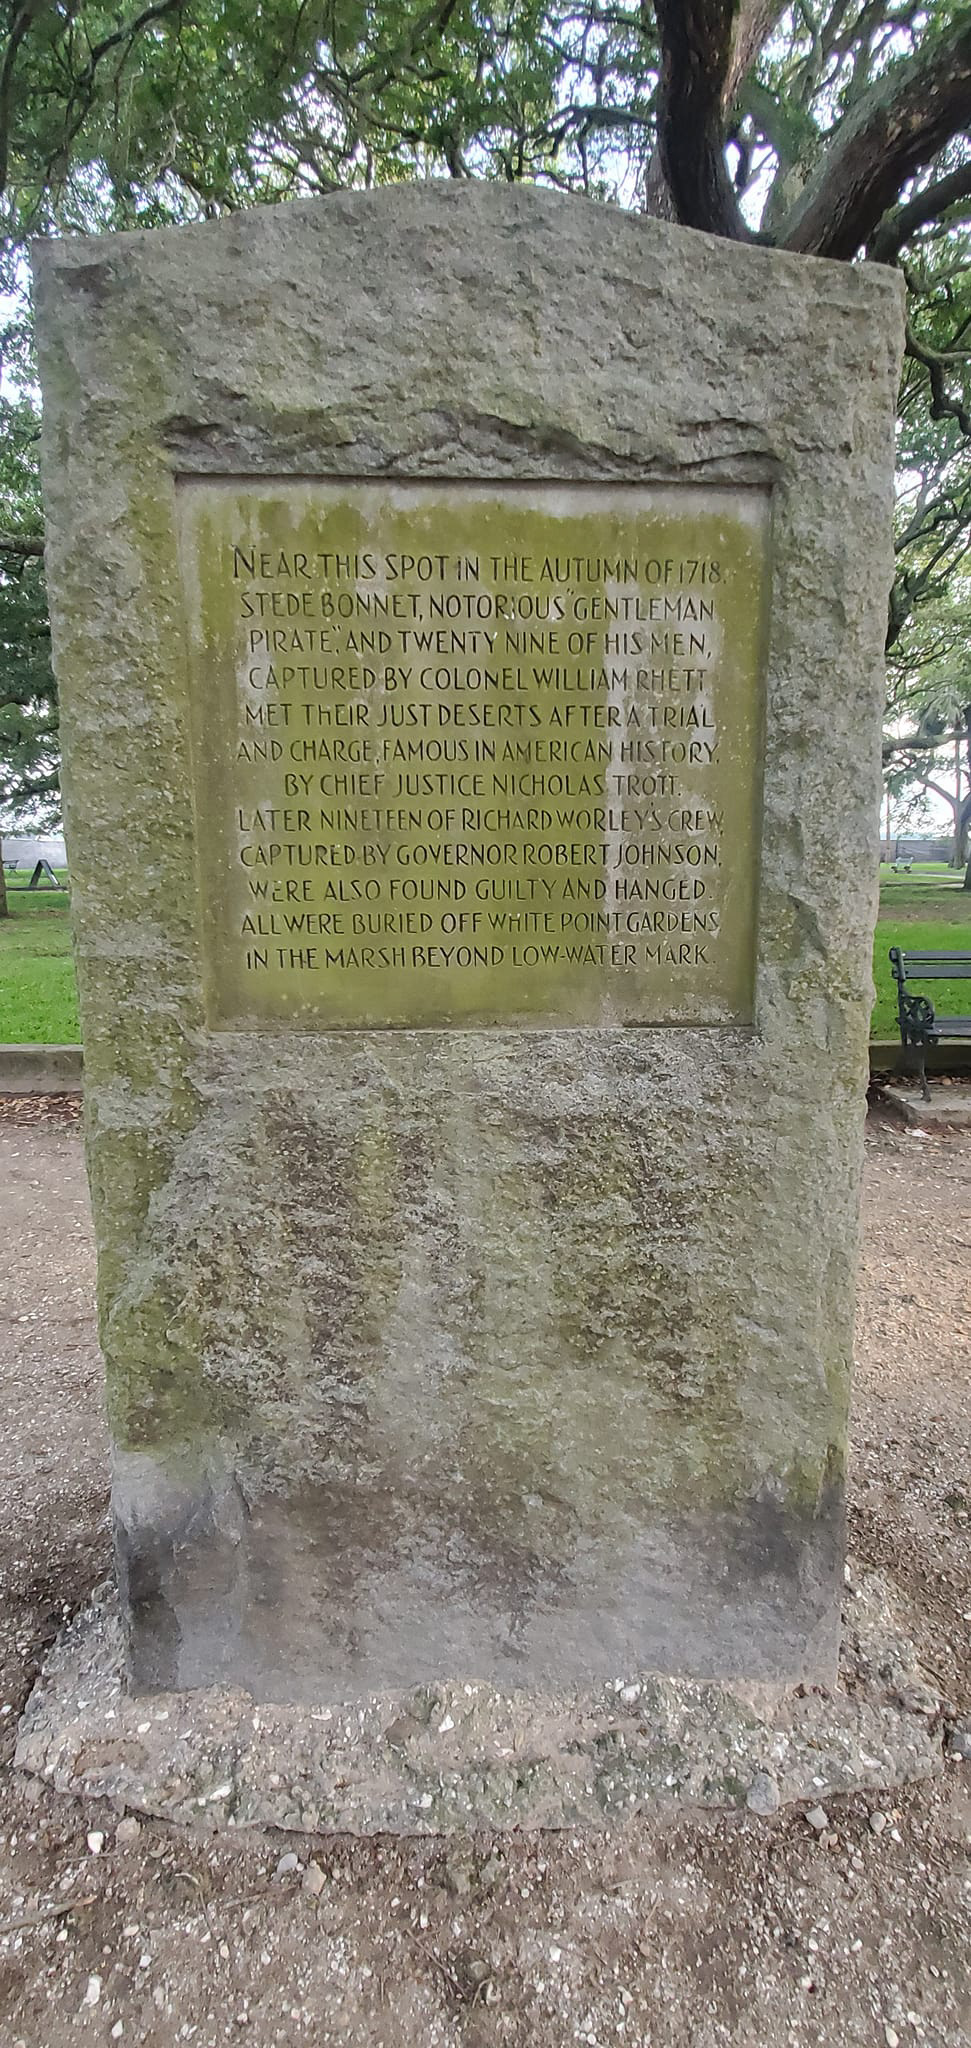 NEAR THIS SPOT IN THE AUTUMN OF 1718,
STEDE BONNET, NOTORIOUS "GENTLEMAN
PIRATE", AND TWENTY NINE OF HIS MEN,
CAPTURED BY COLONEL WILLIAM RHETT
MET THEIR JUST DESERTS AFTER A TRIAL
AND CHARGE, FAMOUS IN AMERICAN HISTORY,
BY CHIEF JUSTICE NICHOLAS TROTT.
LATER NINETEEN OF RICHARD WORLEY'S CREW,
CAPTURED BY GOVERNOR ROBERT JOHNSON,
WERE ALSO FOUND GUILTY AND HANGED.
ALL WERE BURIED OFF WHITE POINT GARDENS
IN THE MARSH BEYOND LOW-WATER MARK.